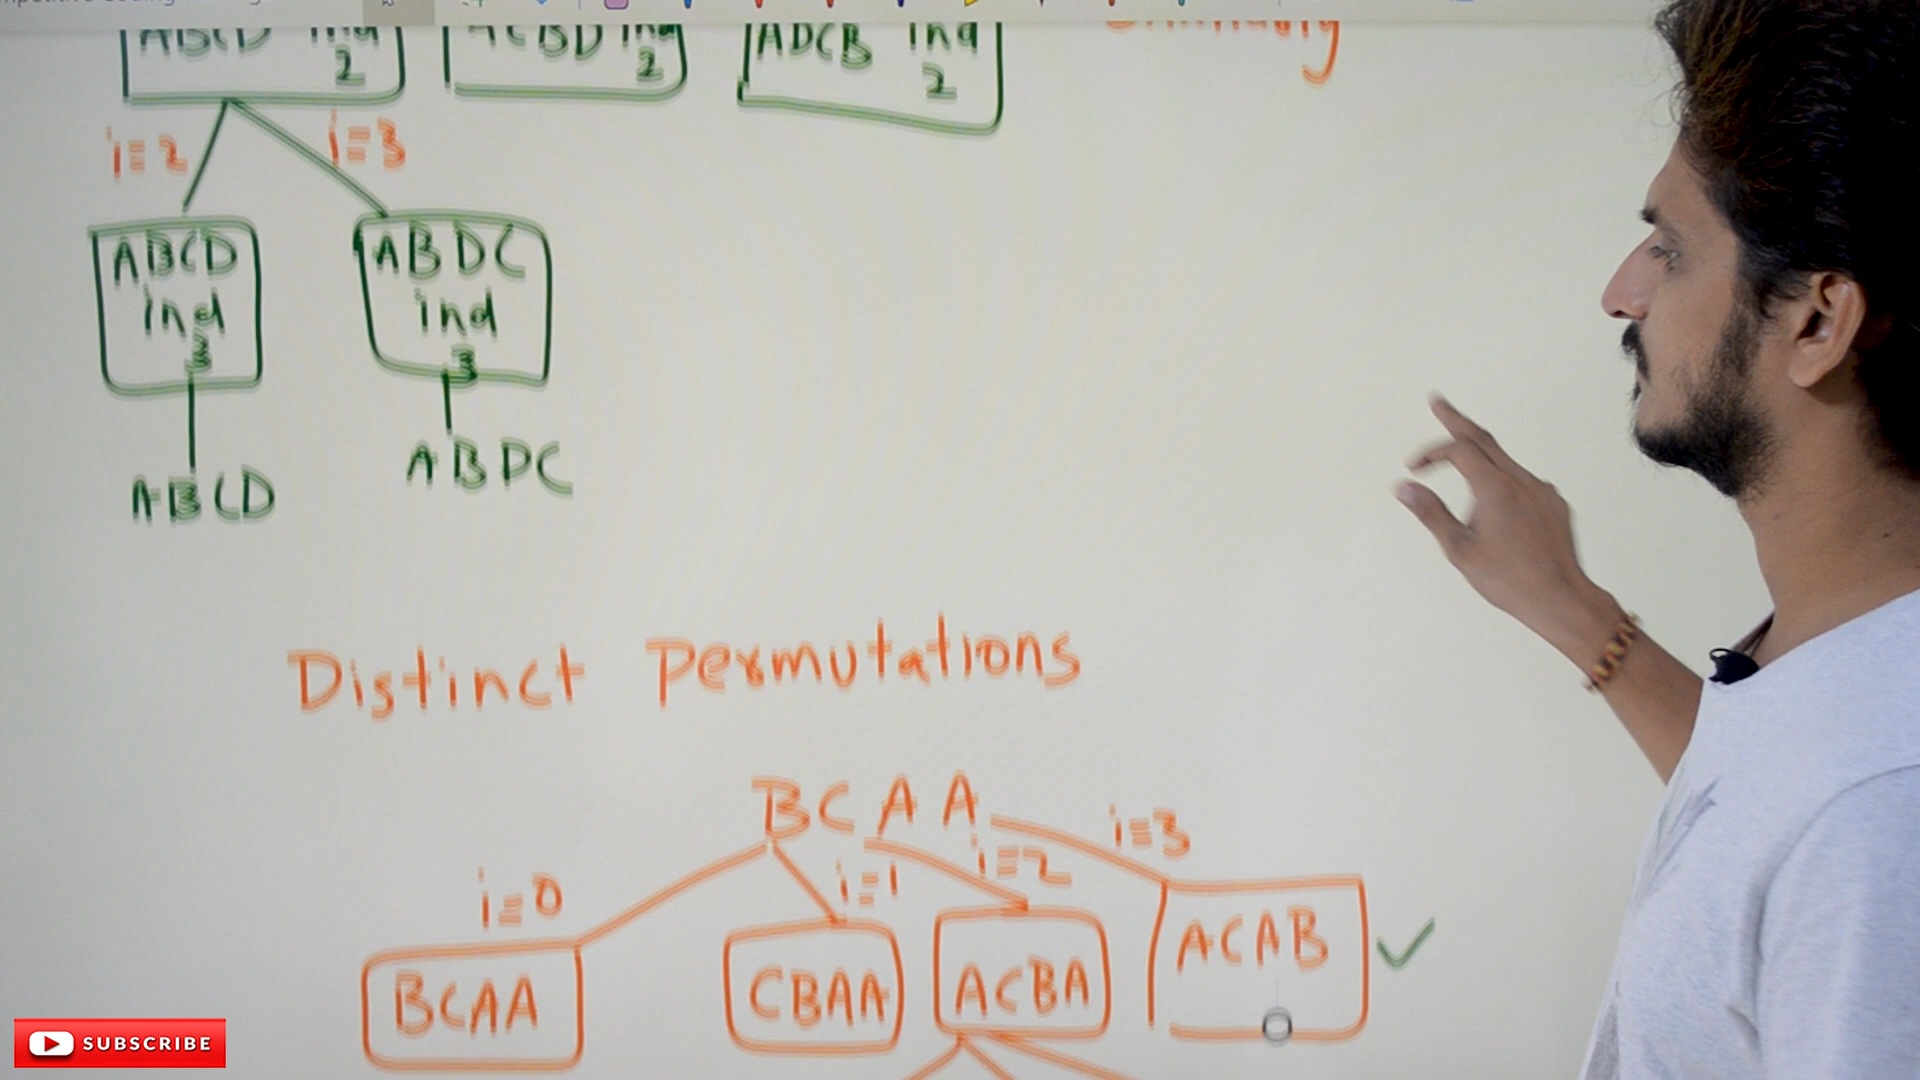 ABCD ind
2
ACBD ind
2
ADCB ind
2
i=2
i=3
ABCD
ind
3
ABDC
ind
3
ABCD
ABDC
Distinct Permutations
BCAA
i=0
i=1
i=2
i=3
BCAA
CBAA
ACBA
ACAB
SUBSCRIBE